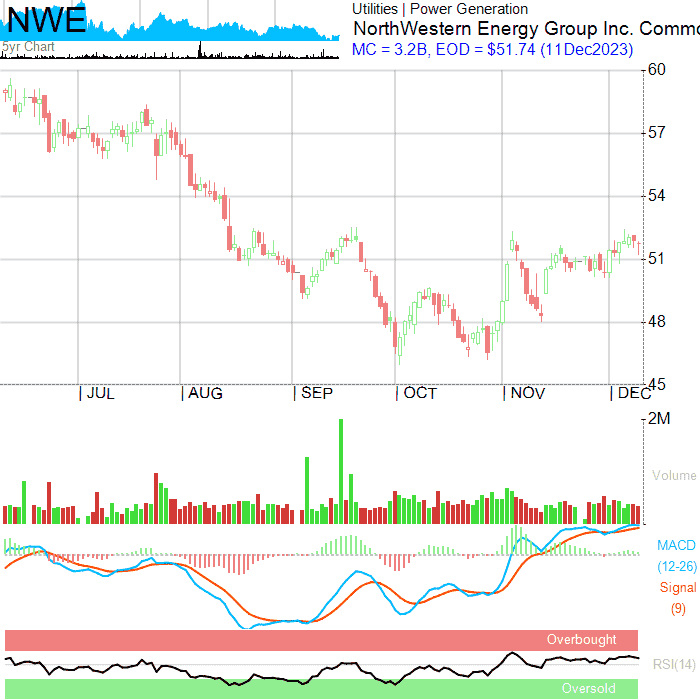 NWE
5yr Chart
Utilities | Power Generation
NorthWestern Energy Group Inc. Commo
MC = 3.2B, EOD = $51.74 (11Dec2023)
60
57
54
51
48
45
JUL
AUG
SEP
OCT
NOV
DEC
2M
Volume
MACD
(12-26)
Signal
(9)
Overbought
RSI(14)
Oversold